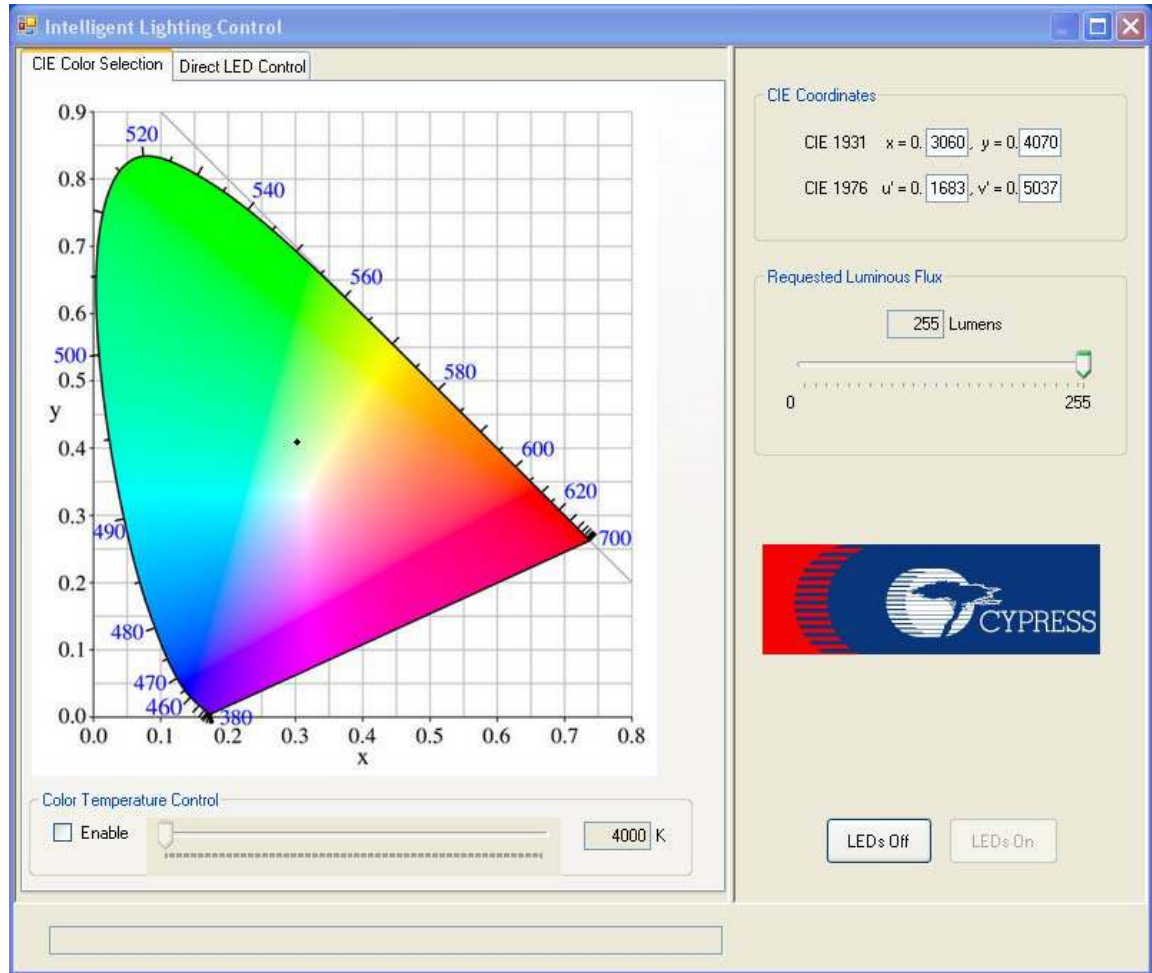 Intelligent Lighting Control
CIE Color Selection
Direct LED Control
0.9
0.8
0.7
0.6
0.5
y
0.4
0.3
0.2
0.1
0.0
0.0 0.1 0.2 0.3 0.4 0.5 0.6 0.7 0.8
x
520
540
560
580
600
620
700
500
490
480
470
460
380
Color Temperature Control
Enable
4000 K
CIE Coordinates
CIE 1931 x = 0. 3060 , y = 0. 4070
CIE 1976 u' = 0. 1683 , v' = 0. 5037
Requested Luminous Flux
255 Lumens
0 255
CYPRESS
LEDs Off
LEDs On